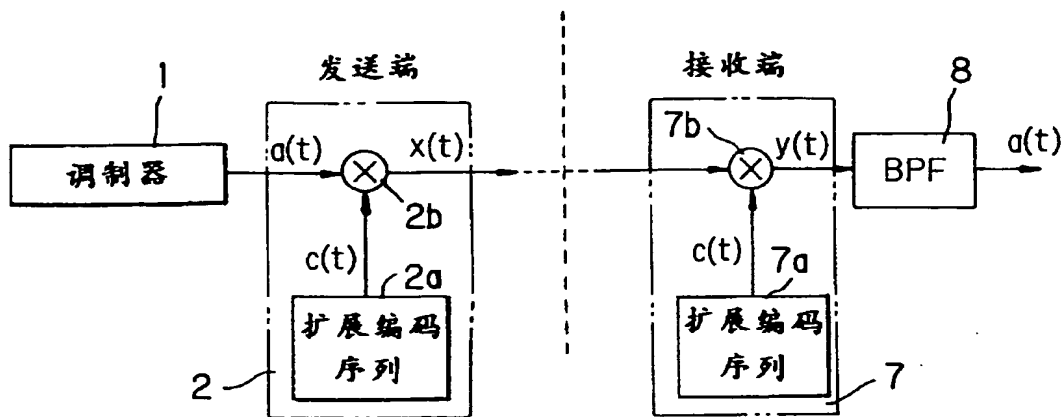 发送端
接收端
1
8
调制器
a(t)
x(t)
2b
c(t)
2a
扩展编码
序列
2
7b
y(t)
BPF
a(t)
c(t)
7a
扩展编码
序列
7